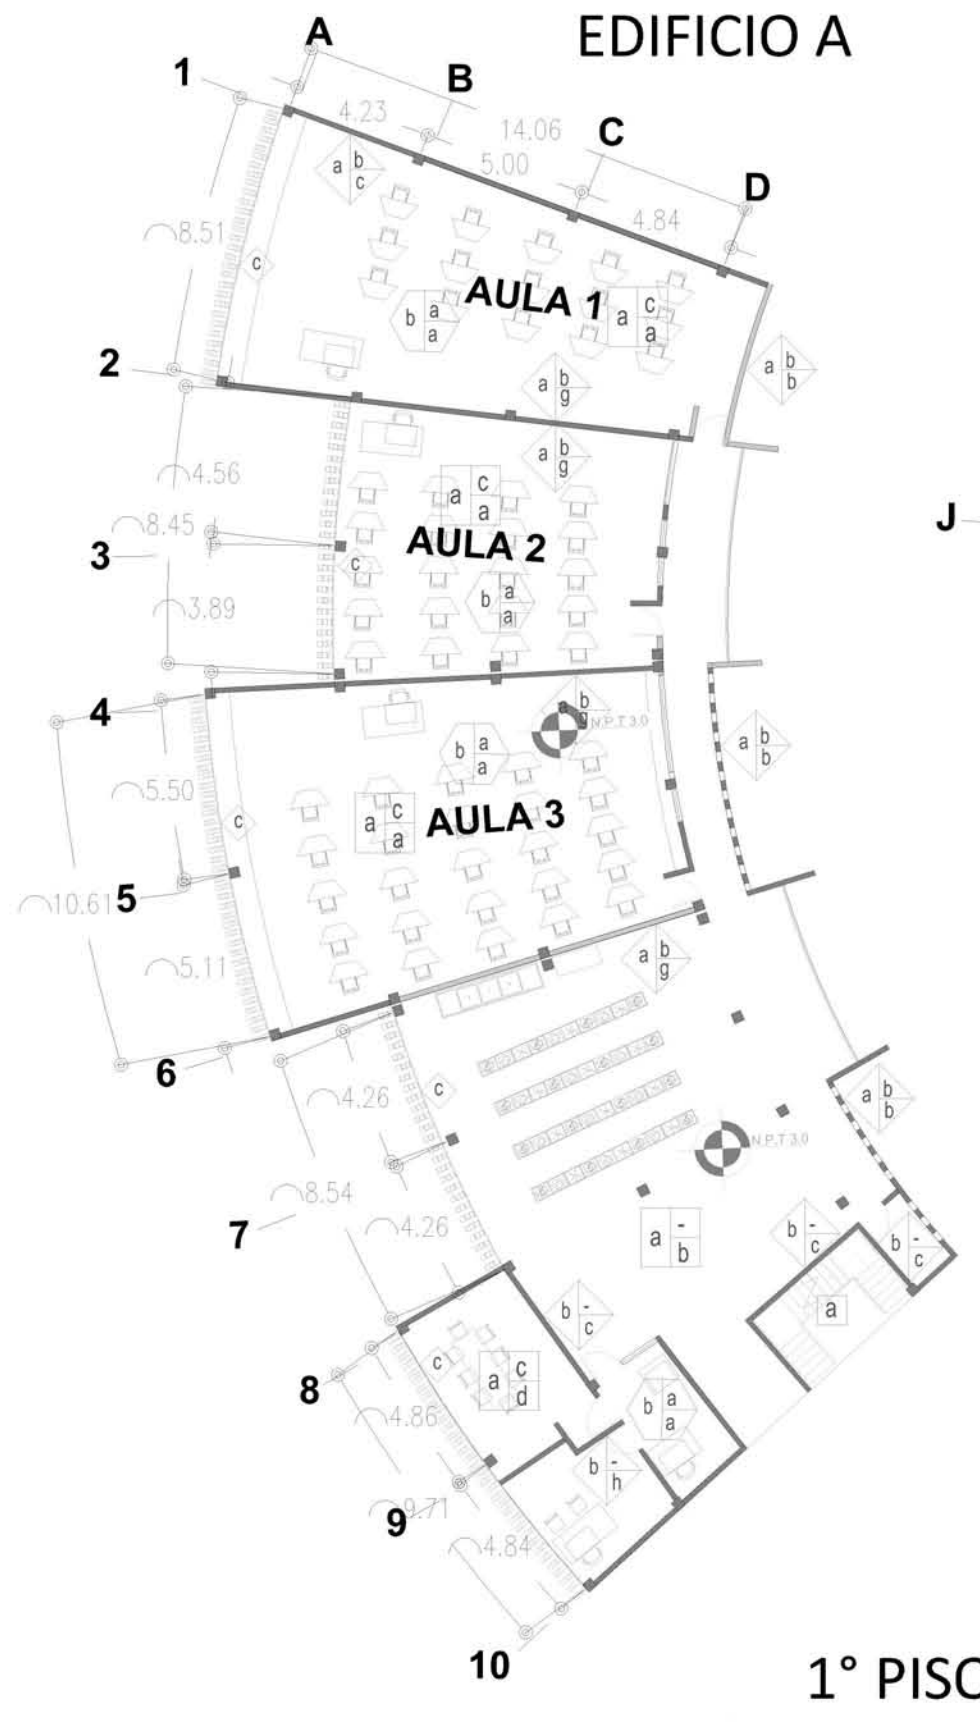 EDIFICIO A
A
B
C
D
1
4.23
14.06
5.00
4.84
a b c
8.51
c
AULA 1
b a a
a c a
a b b
2
a b g
a b g
4.56
a c a
J
8.45
AULA 2
3
c
b a a
3.89
4
a b g
N.P.T 3.0
b a a
a b b
5.50
c
a c a
AULA 3
10.61
5
5.11
a b g
6
c
4.26
a b b
N.P.T 3.0
8.54
7
4.26
a - b
b - c
b - c
b - c
a
8
c
a c d
4.86
b a a
b - h
9.71
9
4.84
10
1° PISO